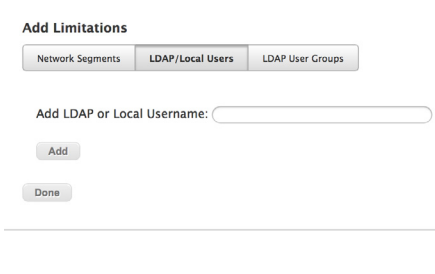 Add Limitations
Network Segments LDAP/Local Users LDAP User Groups
Add LDAP or Local Username:
Add
Done